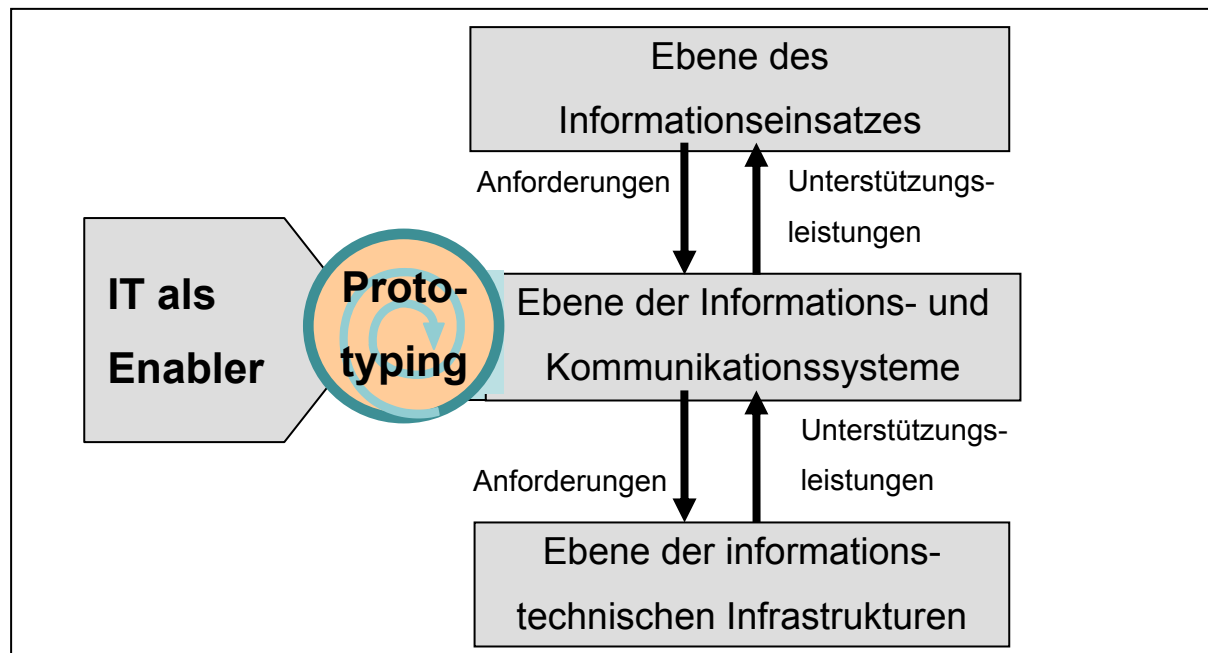 Ebene des
Informationseinsatzes
Anforderungen
Unterstützungs-
leistungen
IT als
Enabler
Proto-
typing
Ebene der Informations- und
Kommunikationssysteme
Anforderungen
Unterstützungs-
leistungen
Ebene der informations-
technischen Infrastrukturen